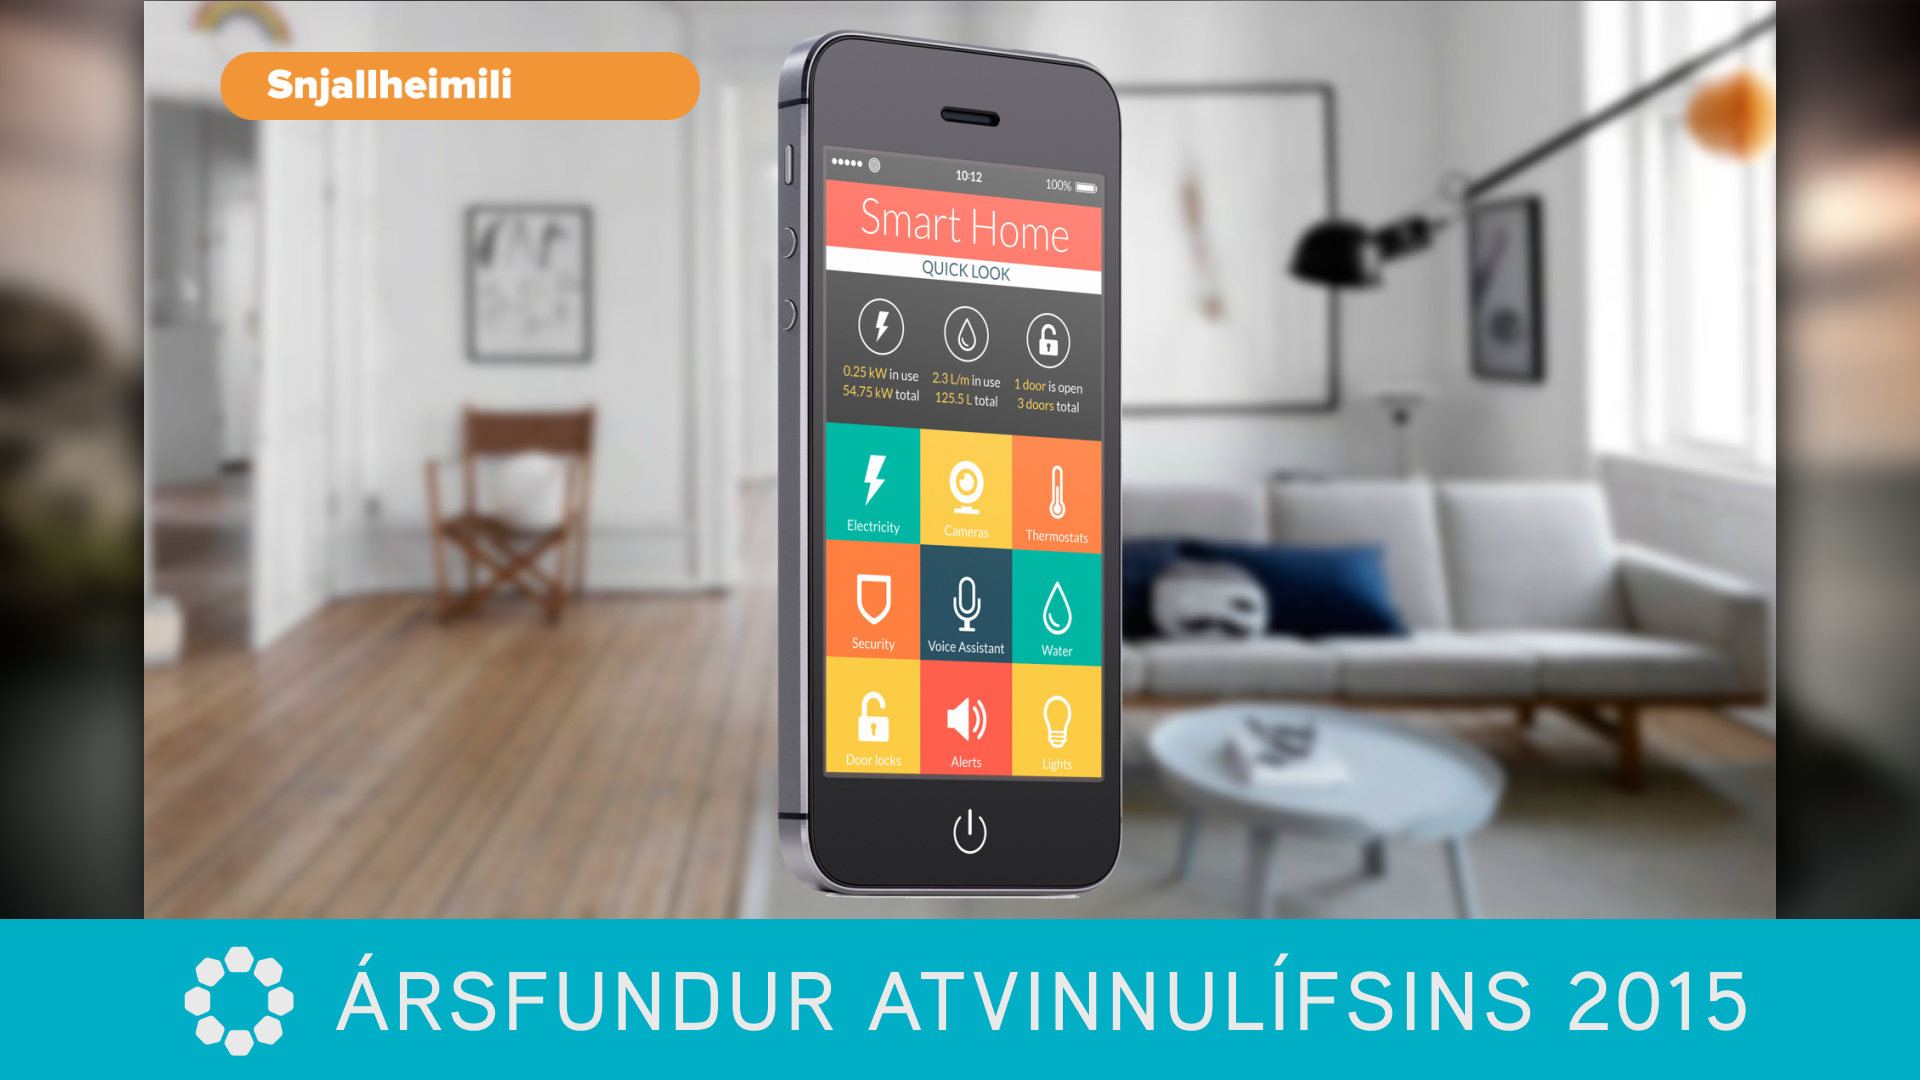 Snjallheimili
10:12
100%
Smart Home
QUICK LOOK
0.25 kW in use
54.75 kW total
2.3 L/m in use
125.5 L total
1 door is open
3 doors total
Electricity
Cameras
Thermostats
Security
Voice Assistant
Water
Door locks
Alerts
Lights
ÁRSFUNDUR ATVINNULÍFSINS 2015